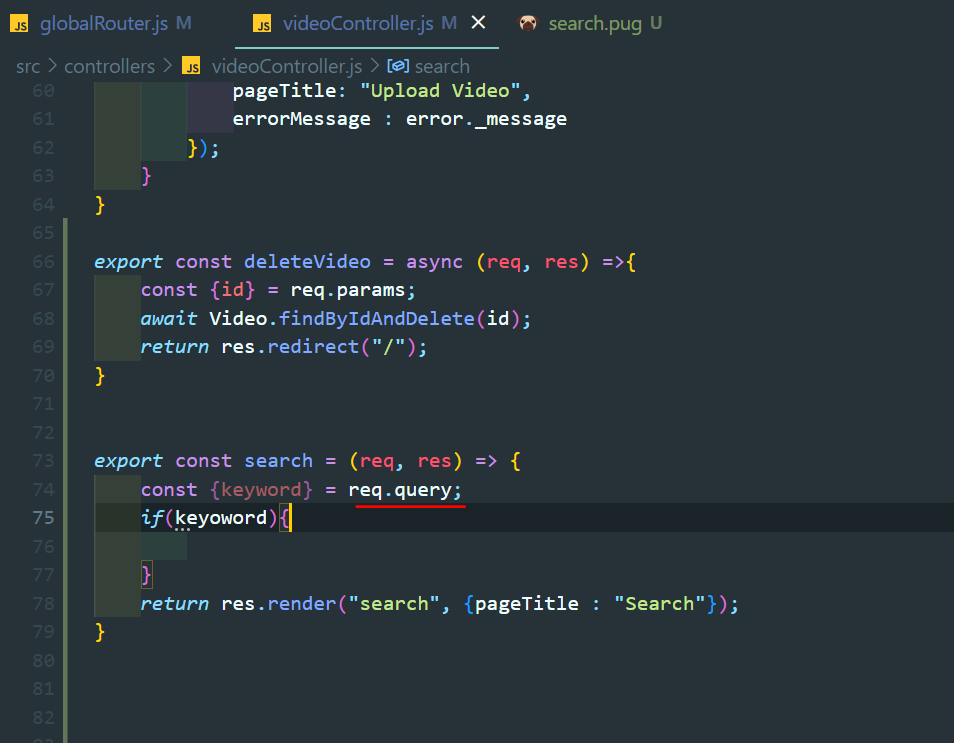 JS globalRouter.js M JS videoController.js M × search.pug U
src > controllers > JS videoController.js > search
60 pageTitle: "Upload Video",
61 errorMessage : error._message
62 });
63 }
64 }
65
66 export const deleteVideo = async (req, res) =>{
67 const {id} = req.params;
68 await Video.findByIdAndDelete(id);
69 return res.redirect("/");
70 }
71
72
73 export const search = (req, res) => {
74 const {keyword} = req.query;
75 if(keyoword){
76
77 }
78 return res.render("search", {pageTitle : "Search"});
79 }
80
81
82